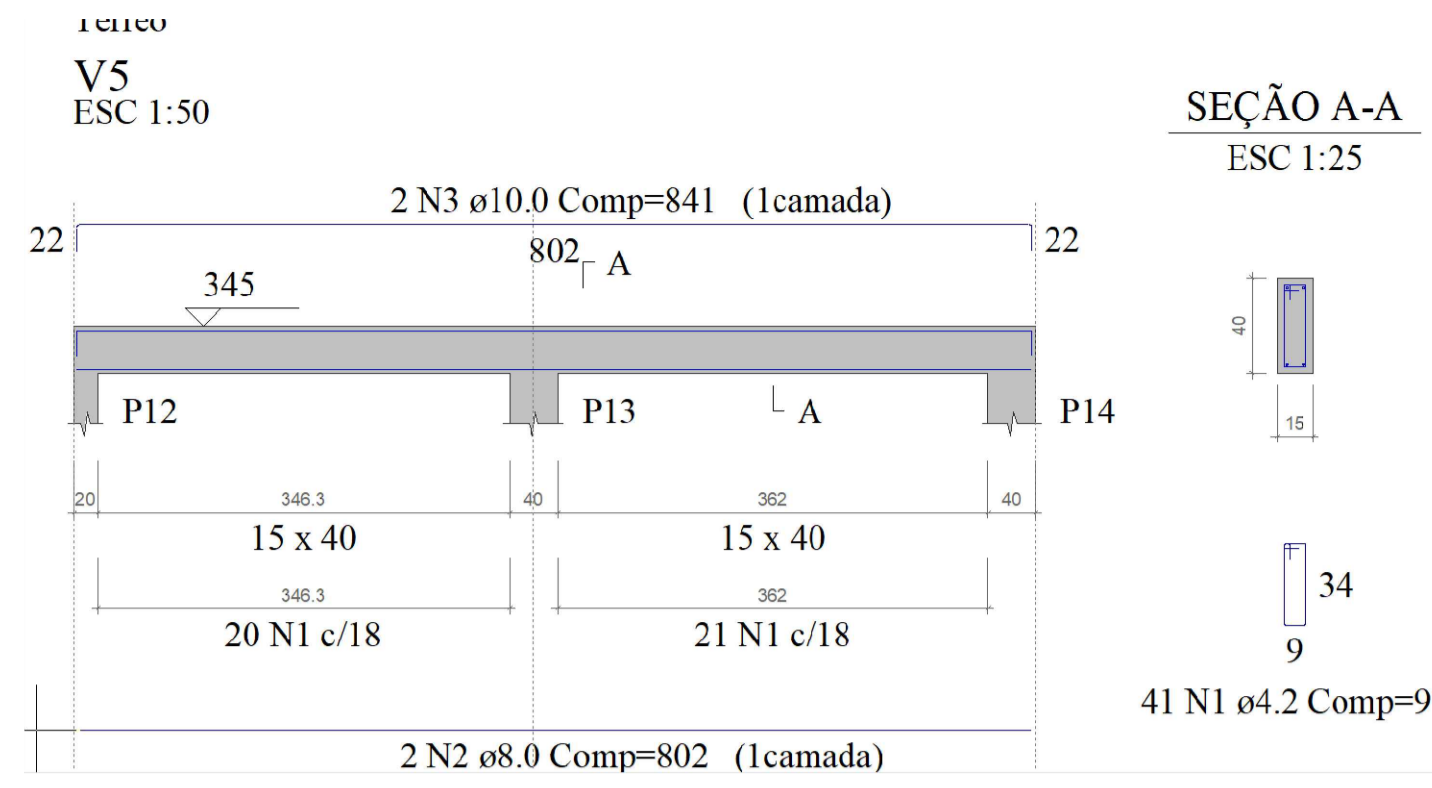 Térreo
V5
ESC 1:50
SEÇÃO A-A
ESC 1:25
2 N3 ø10.0 Comp=841 (1camada)
22
802
22
A
345
40
P12
P13
A
P14
15
20
346.3
40
362
40
15 x 40
15 x 40
346.3
362
34
20 N1 c/18
21 N1 c/18
9
41 N1 ø4.2 Comp=9
2 N2 ø8.0 Comp=802 (1camada)